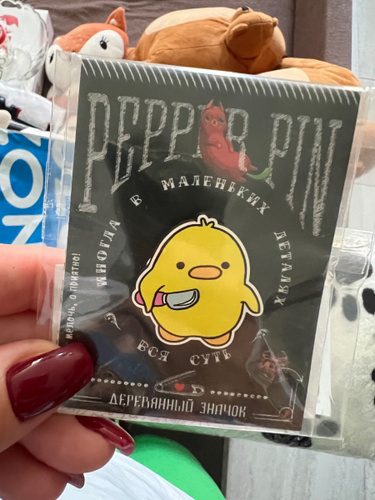 PEPPER PIN
ИНОГДА В МАЛЕНЬКИХ ДЕТАЛЯХ
ВСЯ СУТЬ
мелочь, а приятно!
ДЕРЕВЯННЫЙ ЗНАЧОК